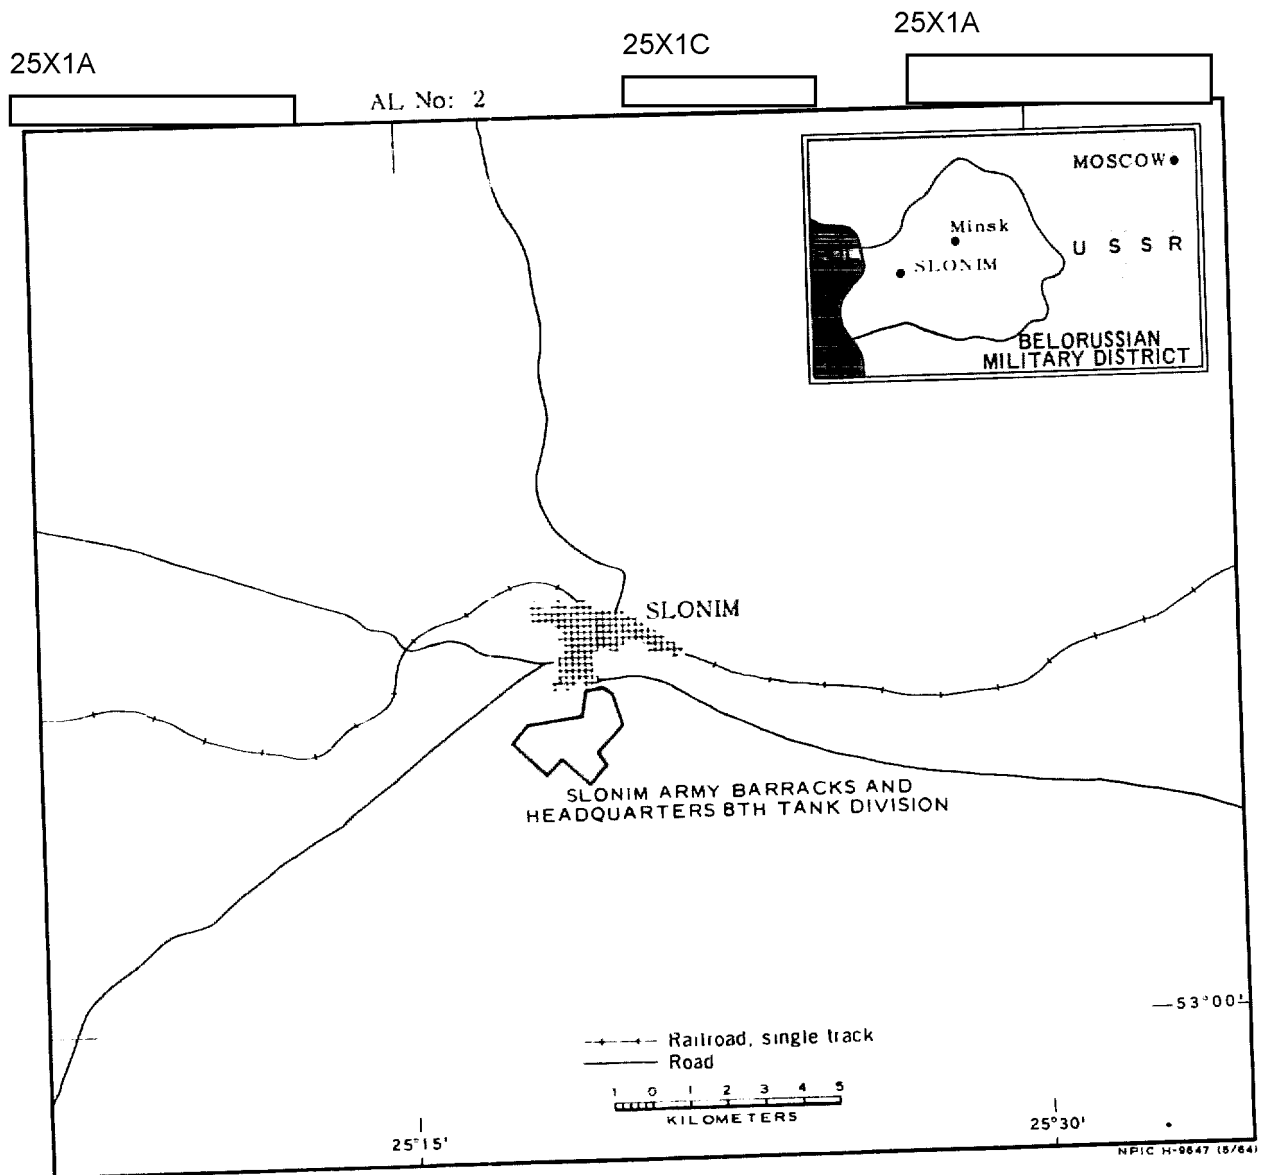 25X1A
25X1C
25X1A
AL No: 2
MOSCOW
Minsk
U S S R
SLONIM
BELORUSSIAN
MILITARY DISTRICT
SLONIM
SLONIM ARMY BARRACKS AND
HEADQUARTERS 8TH TANK DIVISION
53°00'
Railroad, single track
Road
1 0 1 2 3 4 5
KILOMETERS
25°15'
25°30'
NPIC H-9647 (5/64)